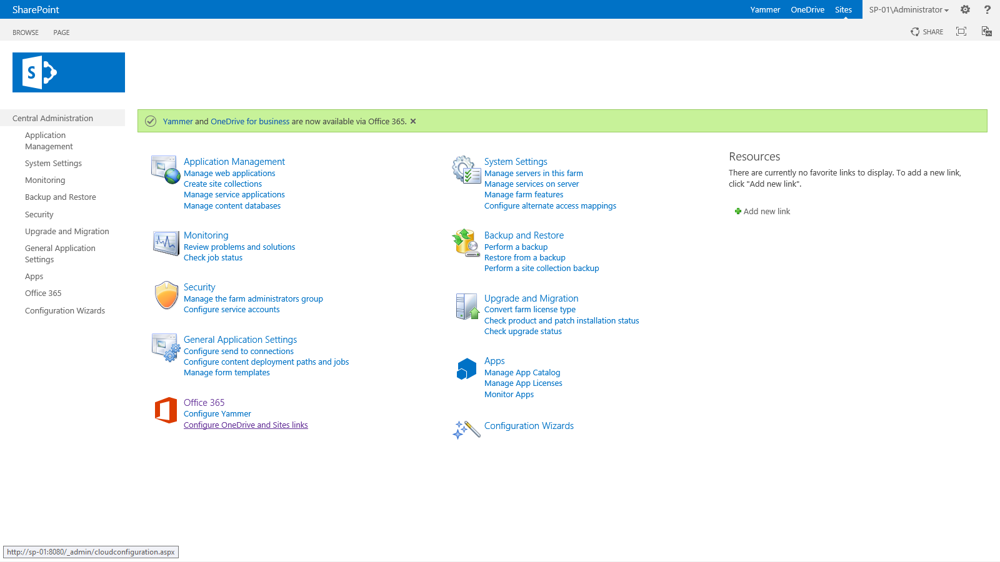 SharePoint
Yammer OneDrive Sites SP-01\Administrator ?
BROWSE PAGE SHARE
S
Central Administration
Application
Management
System Settings
Monitoring
Backup and Restore
Security
Upgrade and Migration
General Application
Settings
Apps
Office 365
Configuration Wizards
Yammer and OneDrive for business are now available via Office 365.
Application Management
Manage web applications
Create site collections
Manage service applications
Manage content databases
Monitoring
Review problems and solutions
Check job status
Security
Manage the farm administrators group
Configure service accounts
General Application Settings
Configure send to connections
Configure content deployment paths and jobs
Manage form templates
Office 365
Configure Yammer
Configure OneDrive and Sites links
System Settings
Manage servers in this farm
Manage services on server
Manage farm features
Configure alternate access mappings
Backup and Restore
Perform a backup
Restore from a backup
Perform a site collection backup
Upgrade and Migration
Convert farm license type
Check product and patch installation status
Check upgrade status
Apps
Manage App Catalog
Manage App Licenses
Monitor Apps
Configuration Wizards
Resources
There are currently no favorite links to display. To add a new link,
click "Add new link".
Add new link
http://sp-01:8080/_admin/cloudconfiguration.aspx